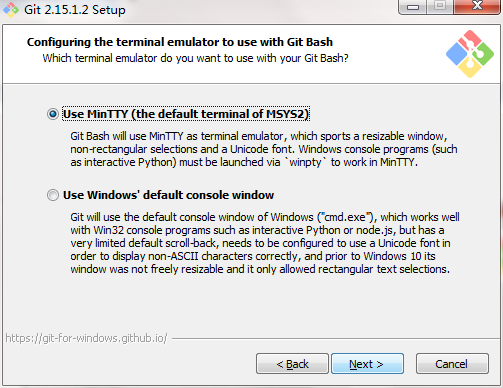 Git 2.15.1.2 Setup
Configuring the terminal emulator to use with Git Bash
Which terminal emulator do you want to use with your Git Bash?
Use MinTTY (the default terminal of MSYS2)
Git Bash will use MinTTY as terminal emulator, which sports a resizable window,
non-rectangular selections and a Unicode font. Windows console programs (such
as interactive Python) must be launched via `winpty` to work in MinTTY.
Use Windows' default console window
Git will use the default console window of Windows ("cmd.exe"), which works well
with Win32 console programs such as interactive Python or node.js, but has a
very limited default scroll-back, needs to be configured to use a Unicode font in
order to display non-ASCII characters correctly, and prior to Windows 10 its
window was not freely resizable and it only allowed rectangular text selections.
https://git-for-windows.github.io/
< Back
Next >
Cancel